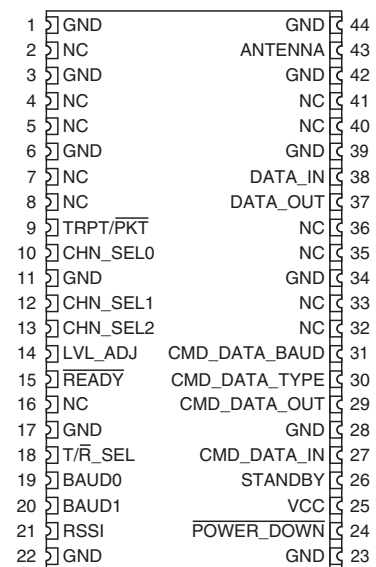 1 GND GND 44
2 NC ANTENNA 43
3 GND GND 42
4 NC NC 41
5 NC NC 40
6 GND GND 39
7 NC DATA_IN 38
8 NC DATA_OUT 37
9 TRPT/P̅K̅T̅ NC 36
10 CHN_SEL0 NC 35
11 GND GND 34
12 CHN_SEL1 NC 33
13 CHN_SEL2 NC 32
14 LVL_ADJ CMD_DATA_BAUD 31
15 R̅E̅A̅D̅Y̅ CMD_DATA_TYPE 30
16 NC CMD_DATA_OUT 29
17 GND GND 28
18 T/R̅_SEL CMD_DATA_IN 27
19 BAUD0 STANDBY 26
20 BAUD1 VCC 25
21 RSSI P̅O̅W̅E̅R̅_̅D̅O̅W̅N̅ 24
22 GND GND 23